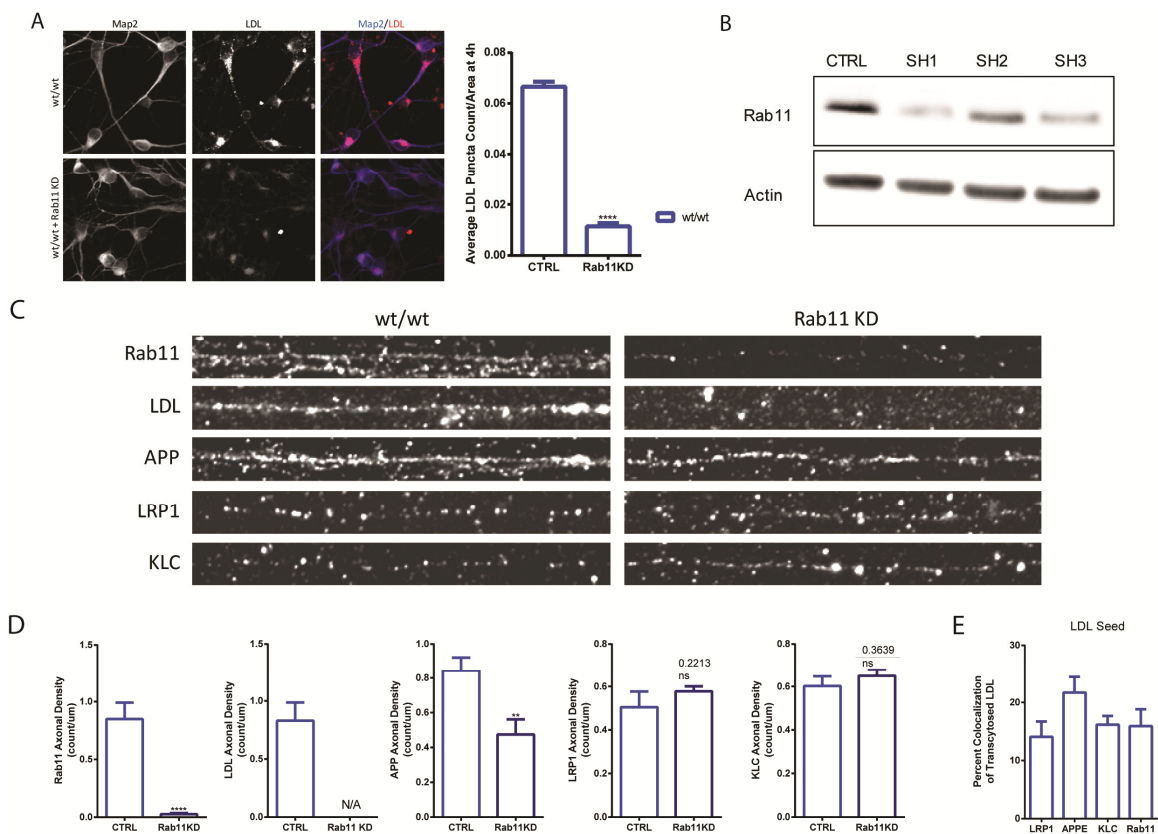 A
Map2
LDL
Map2/LDL
wt/wt
wt/wt + Rab11 KD
Average LDL Puncta Count/Area at 4h
0.08
0.06
0.04
0.02
0.00
****
CTRL
Rab11KD
wt/wt
B
CTRL
SH1
SH2
SH3
Rab11
Actin
C
wt/wt
Rab11 KD
Rab11
LDL
APP
LRP1
KLC
D
Rab11 Axonal Density
(count/um)
1.5
1.0
0.5
0.0
****
CTRL
Rab11KD
LDL Axonal Density
(count/um)
1.5
1.0
0.5
0.0
N/A
CTRL
Rab11 KD
APP Axonal Density
(count/um)
1.0
0.8
0.6
0.4
0.2
0.0
**
CTRL
Rab11KD
LRP1 Axonal Density
(count/um)
0.8
0.6
0.4
0.2
0.0
0.2213
ns
CTRL
Rab11KD
KLC Axonal Density
(count/um)
0.8
0.6
0.4
0.2
0.0
0.3639
ns
CTRL
Rab11KD
E
LDL Seed
Percent Colocalization
of Transcytosed LDL
30
20
10
0
LRP1
APPE
KLC
Rab11